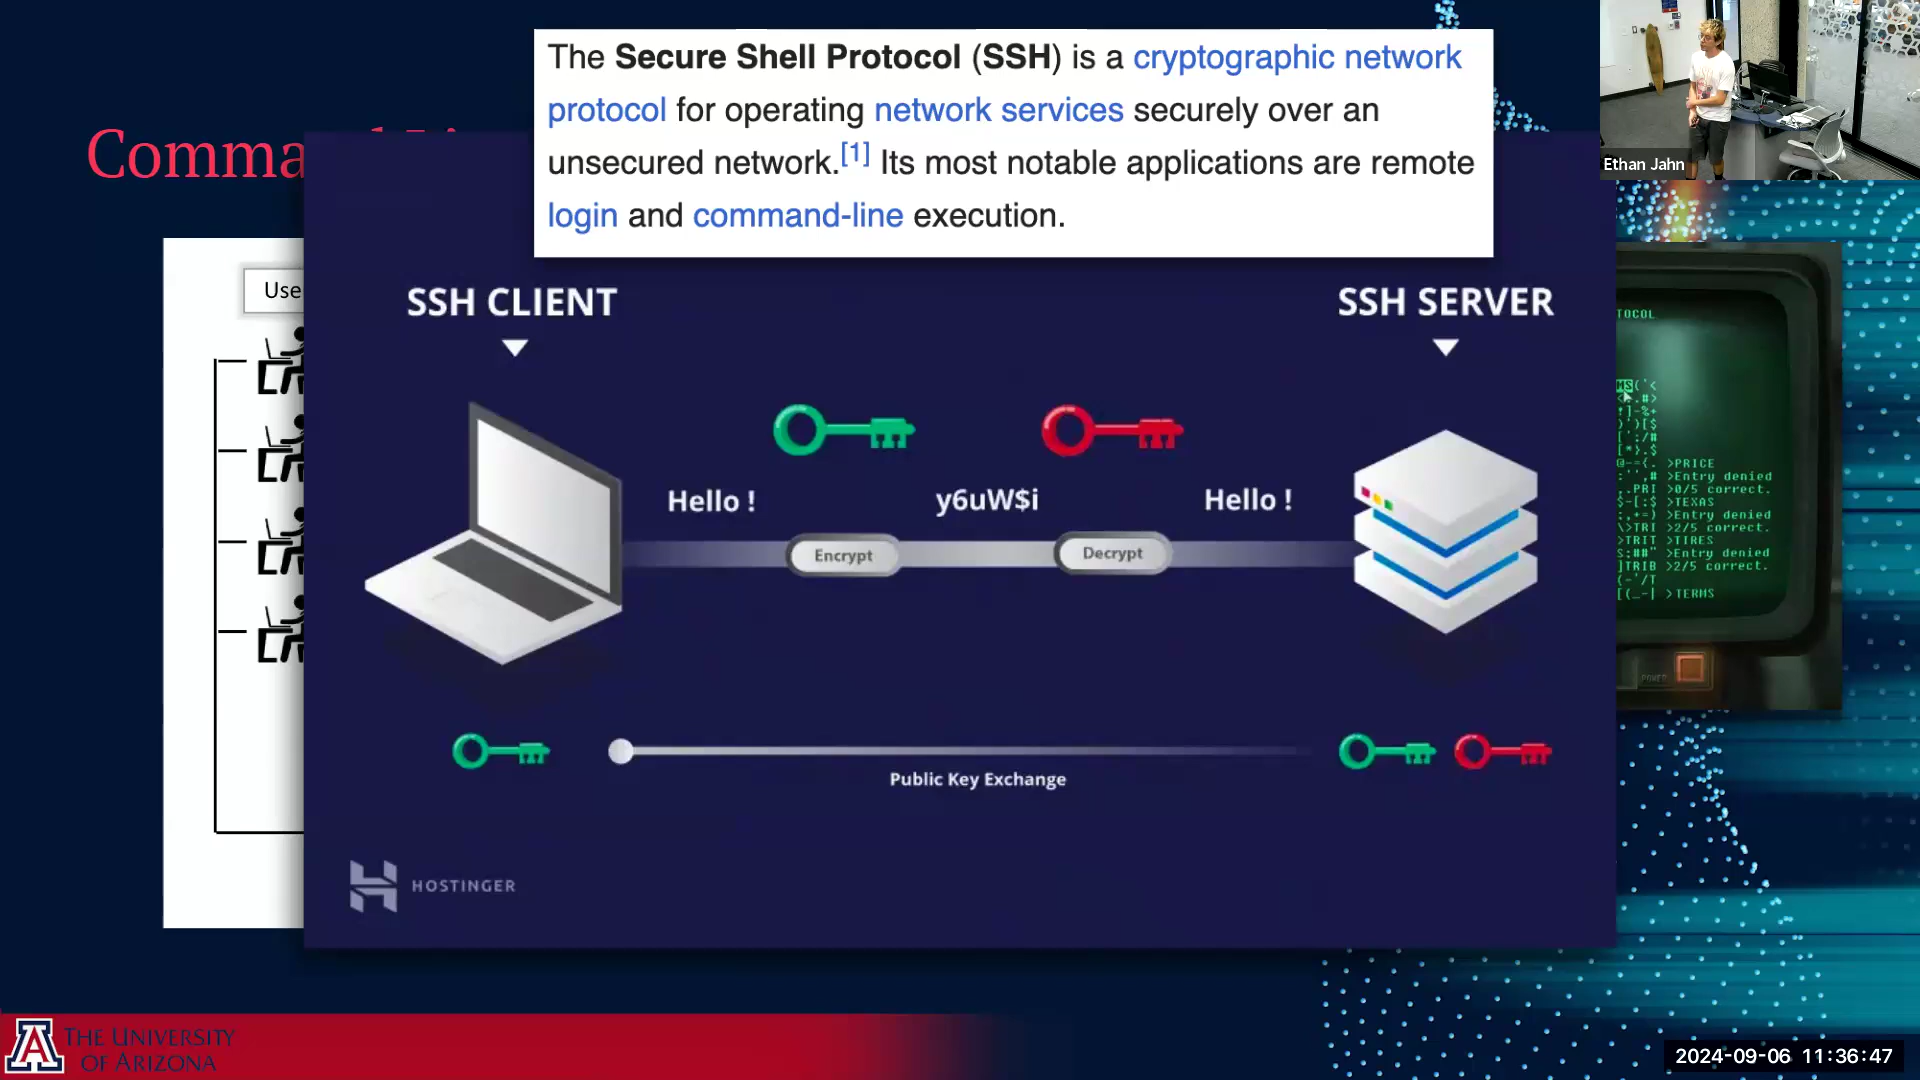 The Secure Shell Protocol (SSH) is a cryptographic network
protocol for operating network services securely over an
unsecured network.[1] Its most notable applications are remote
login and command-line execution.
Ethan Jahn
Comma
Use
SSH CLIENT
SSH SERVER
Hello !
y6uW$i
Hello !
Encrypt
Decrypt
Public Key Exchange
HOSTINGER
TOCOL
>PRICE
>Entry denied
>0/5 correct.
>TEXAS
>Entry denied
>2/5 correct.
>TIRES
>Entry denied
>2/5 correct.
>TERMS
POWER
THE UNIVERSITY
OF ARIZONA
2024-09-06 11:36:47